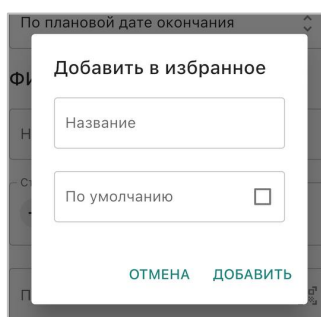 По плановой дате окончания
Добавить в избранное
Название
По умолчанию
ОТМЕНА ДОБАВИТЬ